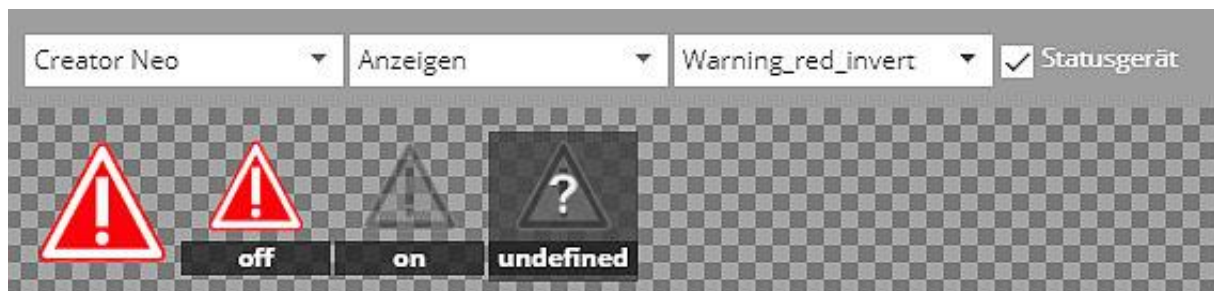 Creator Neo Anzeigen Warning_red_invert Statusgerät
off on undefined